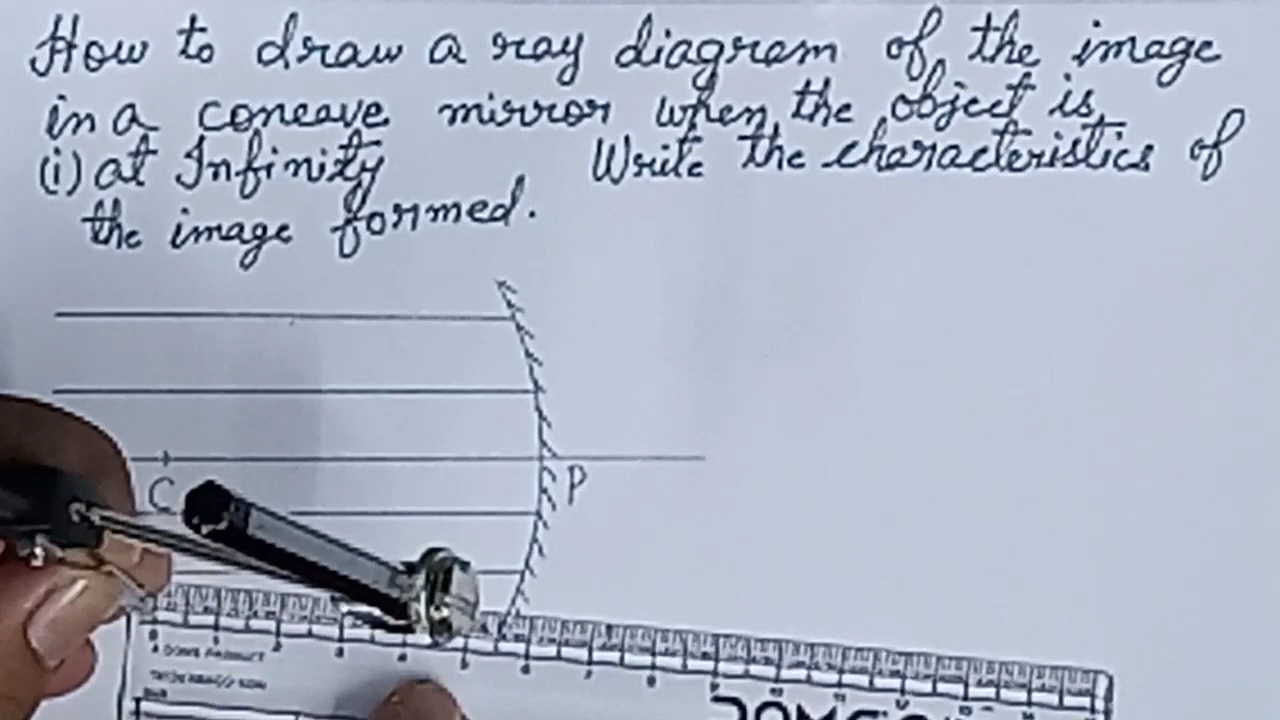 How to draw a ray diagram of the image
in a concave mirror when the object is
(i) at Infinity Write the characteristics of
the image formed.
C
P